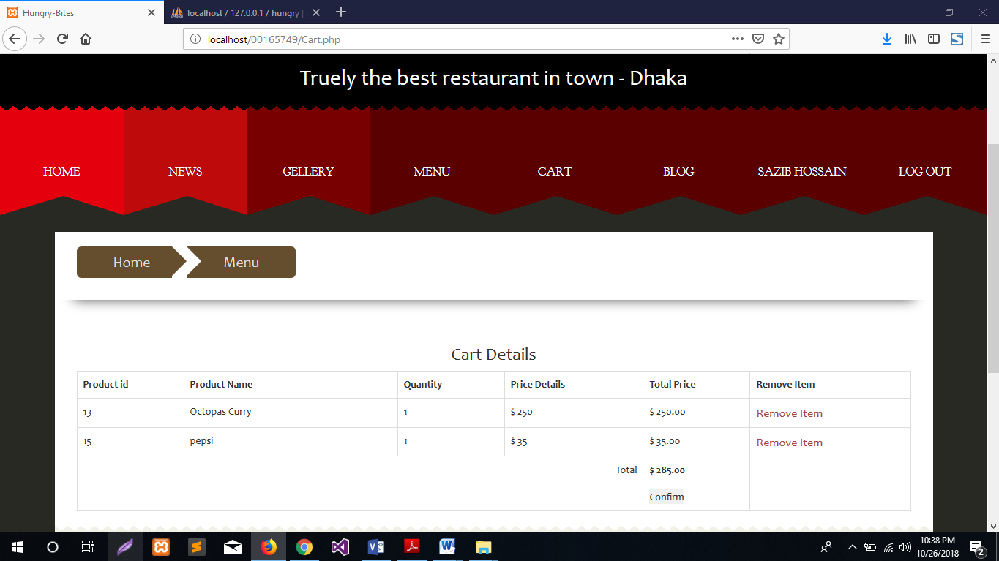 Hungry-Bites
localhost / 127.0.0.1 / hungry |
localhost/00165749/Cart.php
Truely the best restaurant in town - Dhaka
HOME NEWS GELLERY MENU CART BLOG SAZIB HOSSAIN LOG OUT
Home Menu
Cart Details
Product id Product Name Quantity Price Details Total Price Remove Item
13 Octopas Curry 1 $ 250 $ 250.00 Remove Item
15 pepsi 1 $ 35 $ 35.00 Remove Item
Total $ 285.00
Confirm
10:38 PM
10/26/2018
2